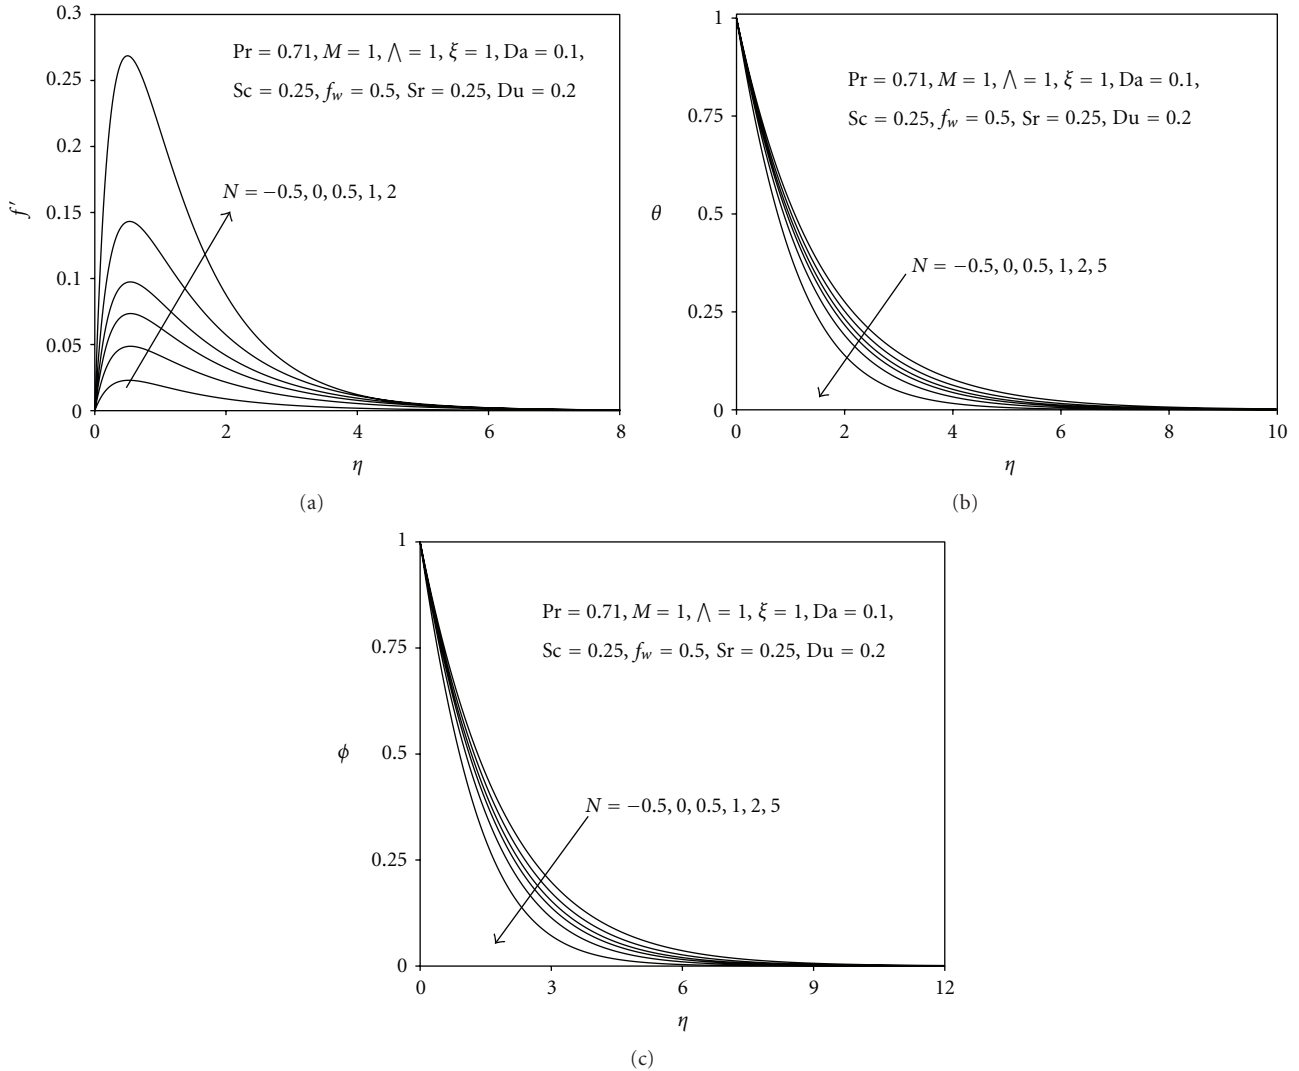 0.3
0.25
0.2
0.15
0.1
0.05
0
f′
Pr = 0.71, M = 1, ⋀ = 1, ξ = 1, Da = 0.1,
Sc = 0.25, f_w = 0.5, Sr = 0.25, Du = 0.2
N = −0.5, 0, 0.5, 1, 2
0 2 4 6 8
η
(a)
1
0.75
0.5
0.25
0
θ
Pr = 0.71, M = 1, ⋀ = 1, ξ = 1, Da = 0.1,
Sc = 0.25, f_w = 0.5, Sr = 0.25, Du = 0.2
N = −0.5, 0, 0.5, 1, 2, 5
0 2 4 6 8 10
η
(b)
1
0.75
0.5
0.25
0
ϕ
Pr = 0.71, M = 1, ⋀ = 1, ξ = 1, Da = 0.1,
Sc = 0.25, f_w = 0.5, Sr = 0.25, Du = 0.2
N = −0.5, 0, 0.5, 1, 2, 5
0 3 6 9 12
η
(c)